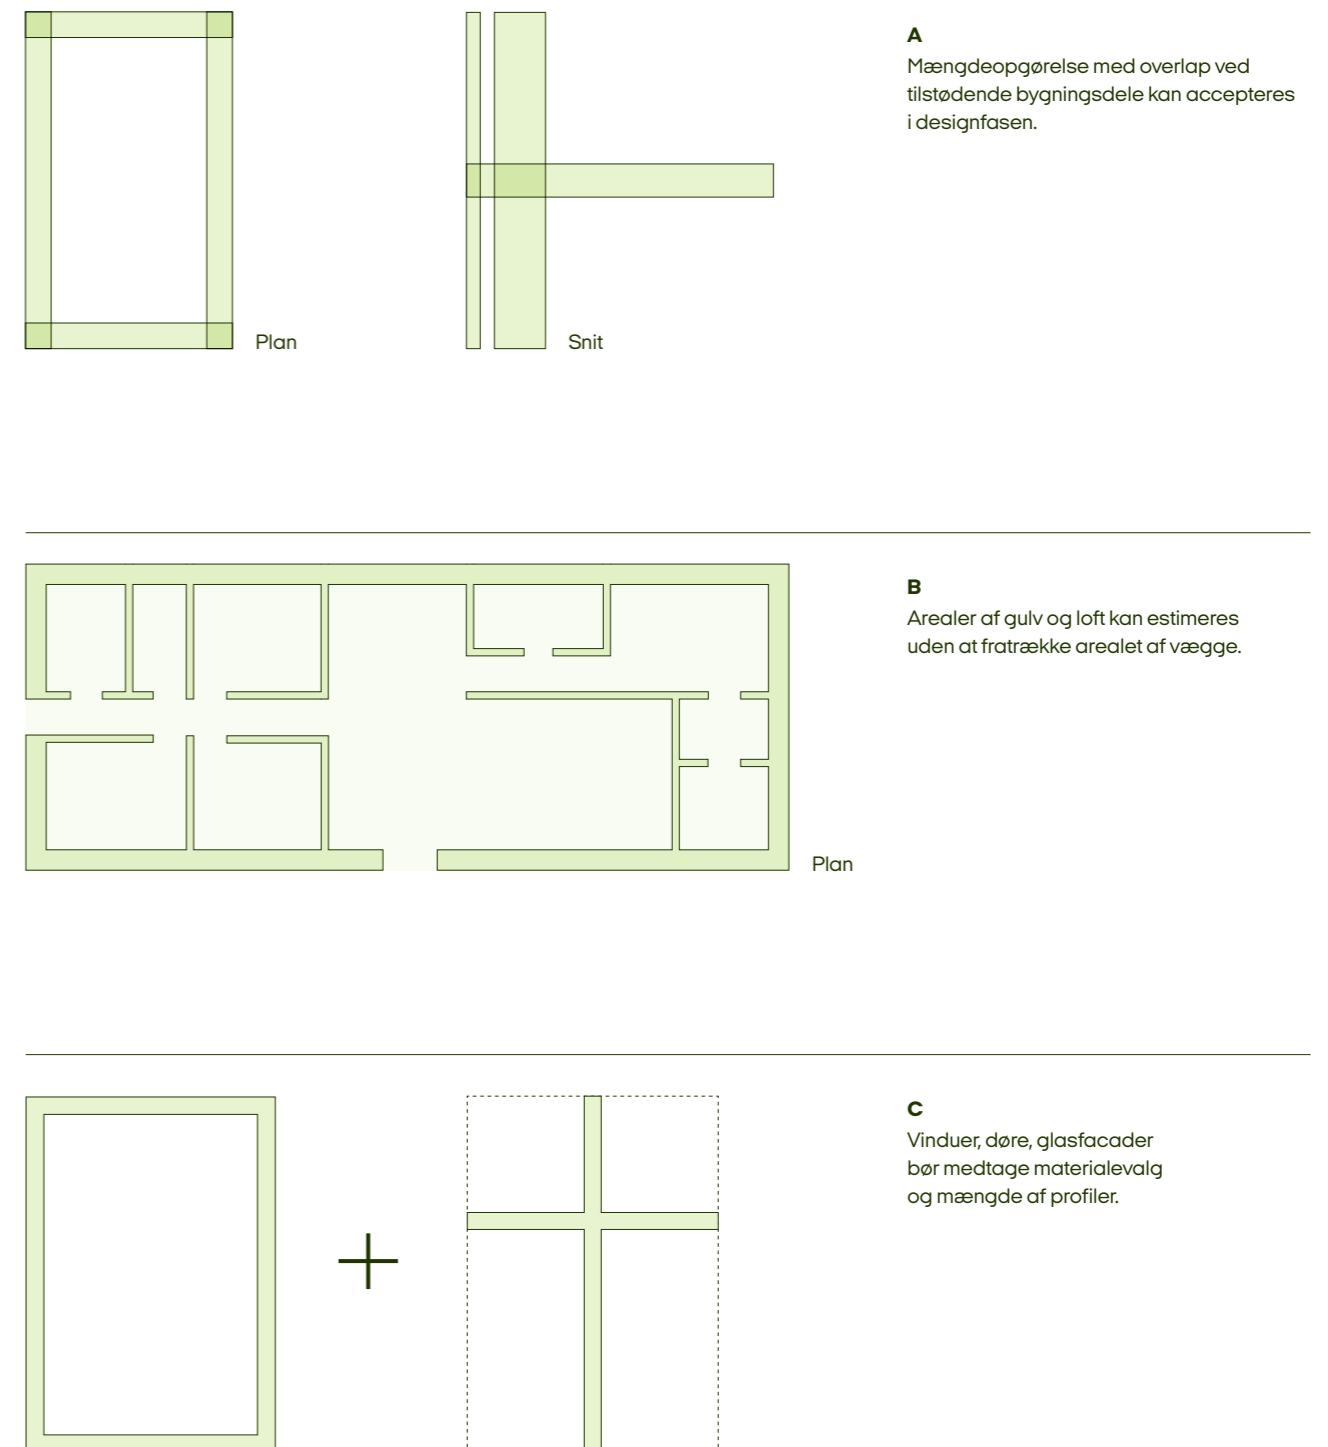 A
Mængdeopgørelse med overlap ved
tilstødende bygningsdele kan accepteres
i designfasen.
Plan
Snit
B
Arealer af gulv og loft kan estimeres
uden at fratrække arealet af vægge.
Plan
C
Vinduer, døre, glasfacader
bør medtage materialevalg
og mængde af profiler.